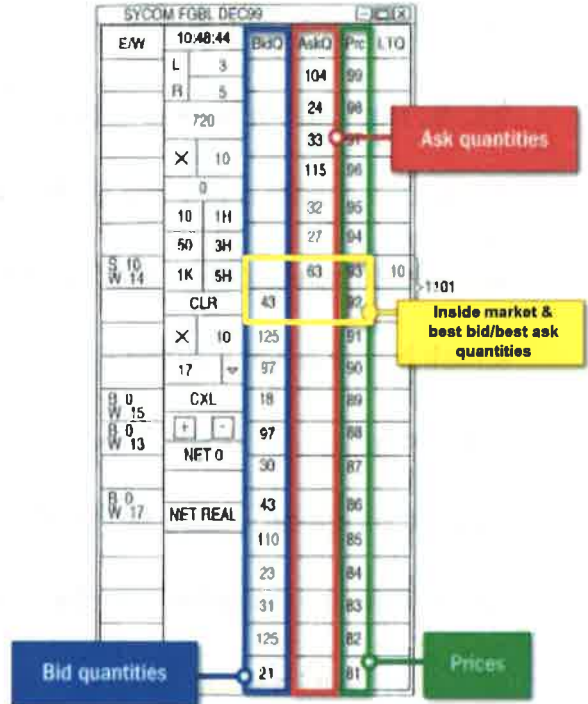 SYCOM FGBL DEC99
E/W 10:48:44 BidQ AskQ Prc LTQ
L 3 104 99
R 5
720 24 98
33 97
X 10 115 96
0 32 95
10 1H
50 3H 27 94
S 10
W 14 1K 5H 63 93 10
1101
CLR 43 92
X 10 125 91
17 97 90
B 0
W 15 CXL 18 89
B 0
W 13 + - 97 88
NET 0 30 87
B 0
W 17 NET REAL 43 86
110 85
23 84
31 83
125 82
21 81
Ask quantities
Inside market &
best bid/best ask
quantities
Bid quantities
Prices